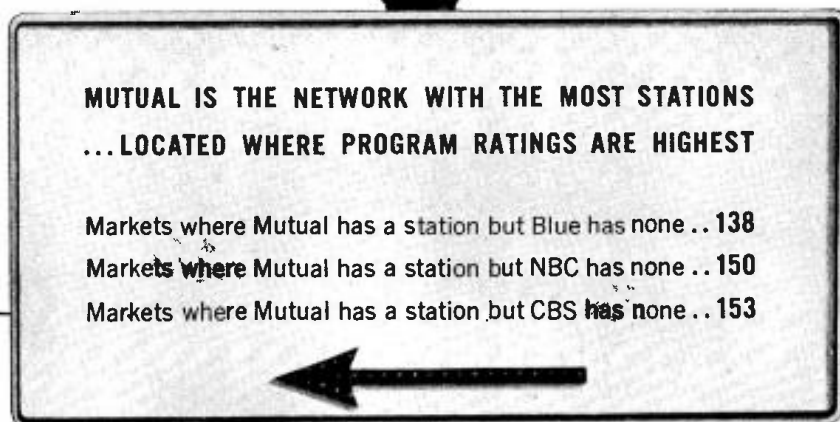 MUTUAL IS THE NETWORK WITH THE MOST STATIONS
...LOCATED WHERE PROGRAM RATINGS ARE HIGHEST
Markets where Mutual has a station but Blue has none..138
Markets where Mutual has a station but NBC has none..150
Markets where Mutual has a station but CBS has none..153